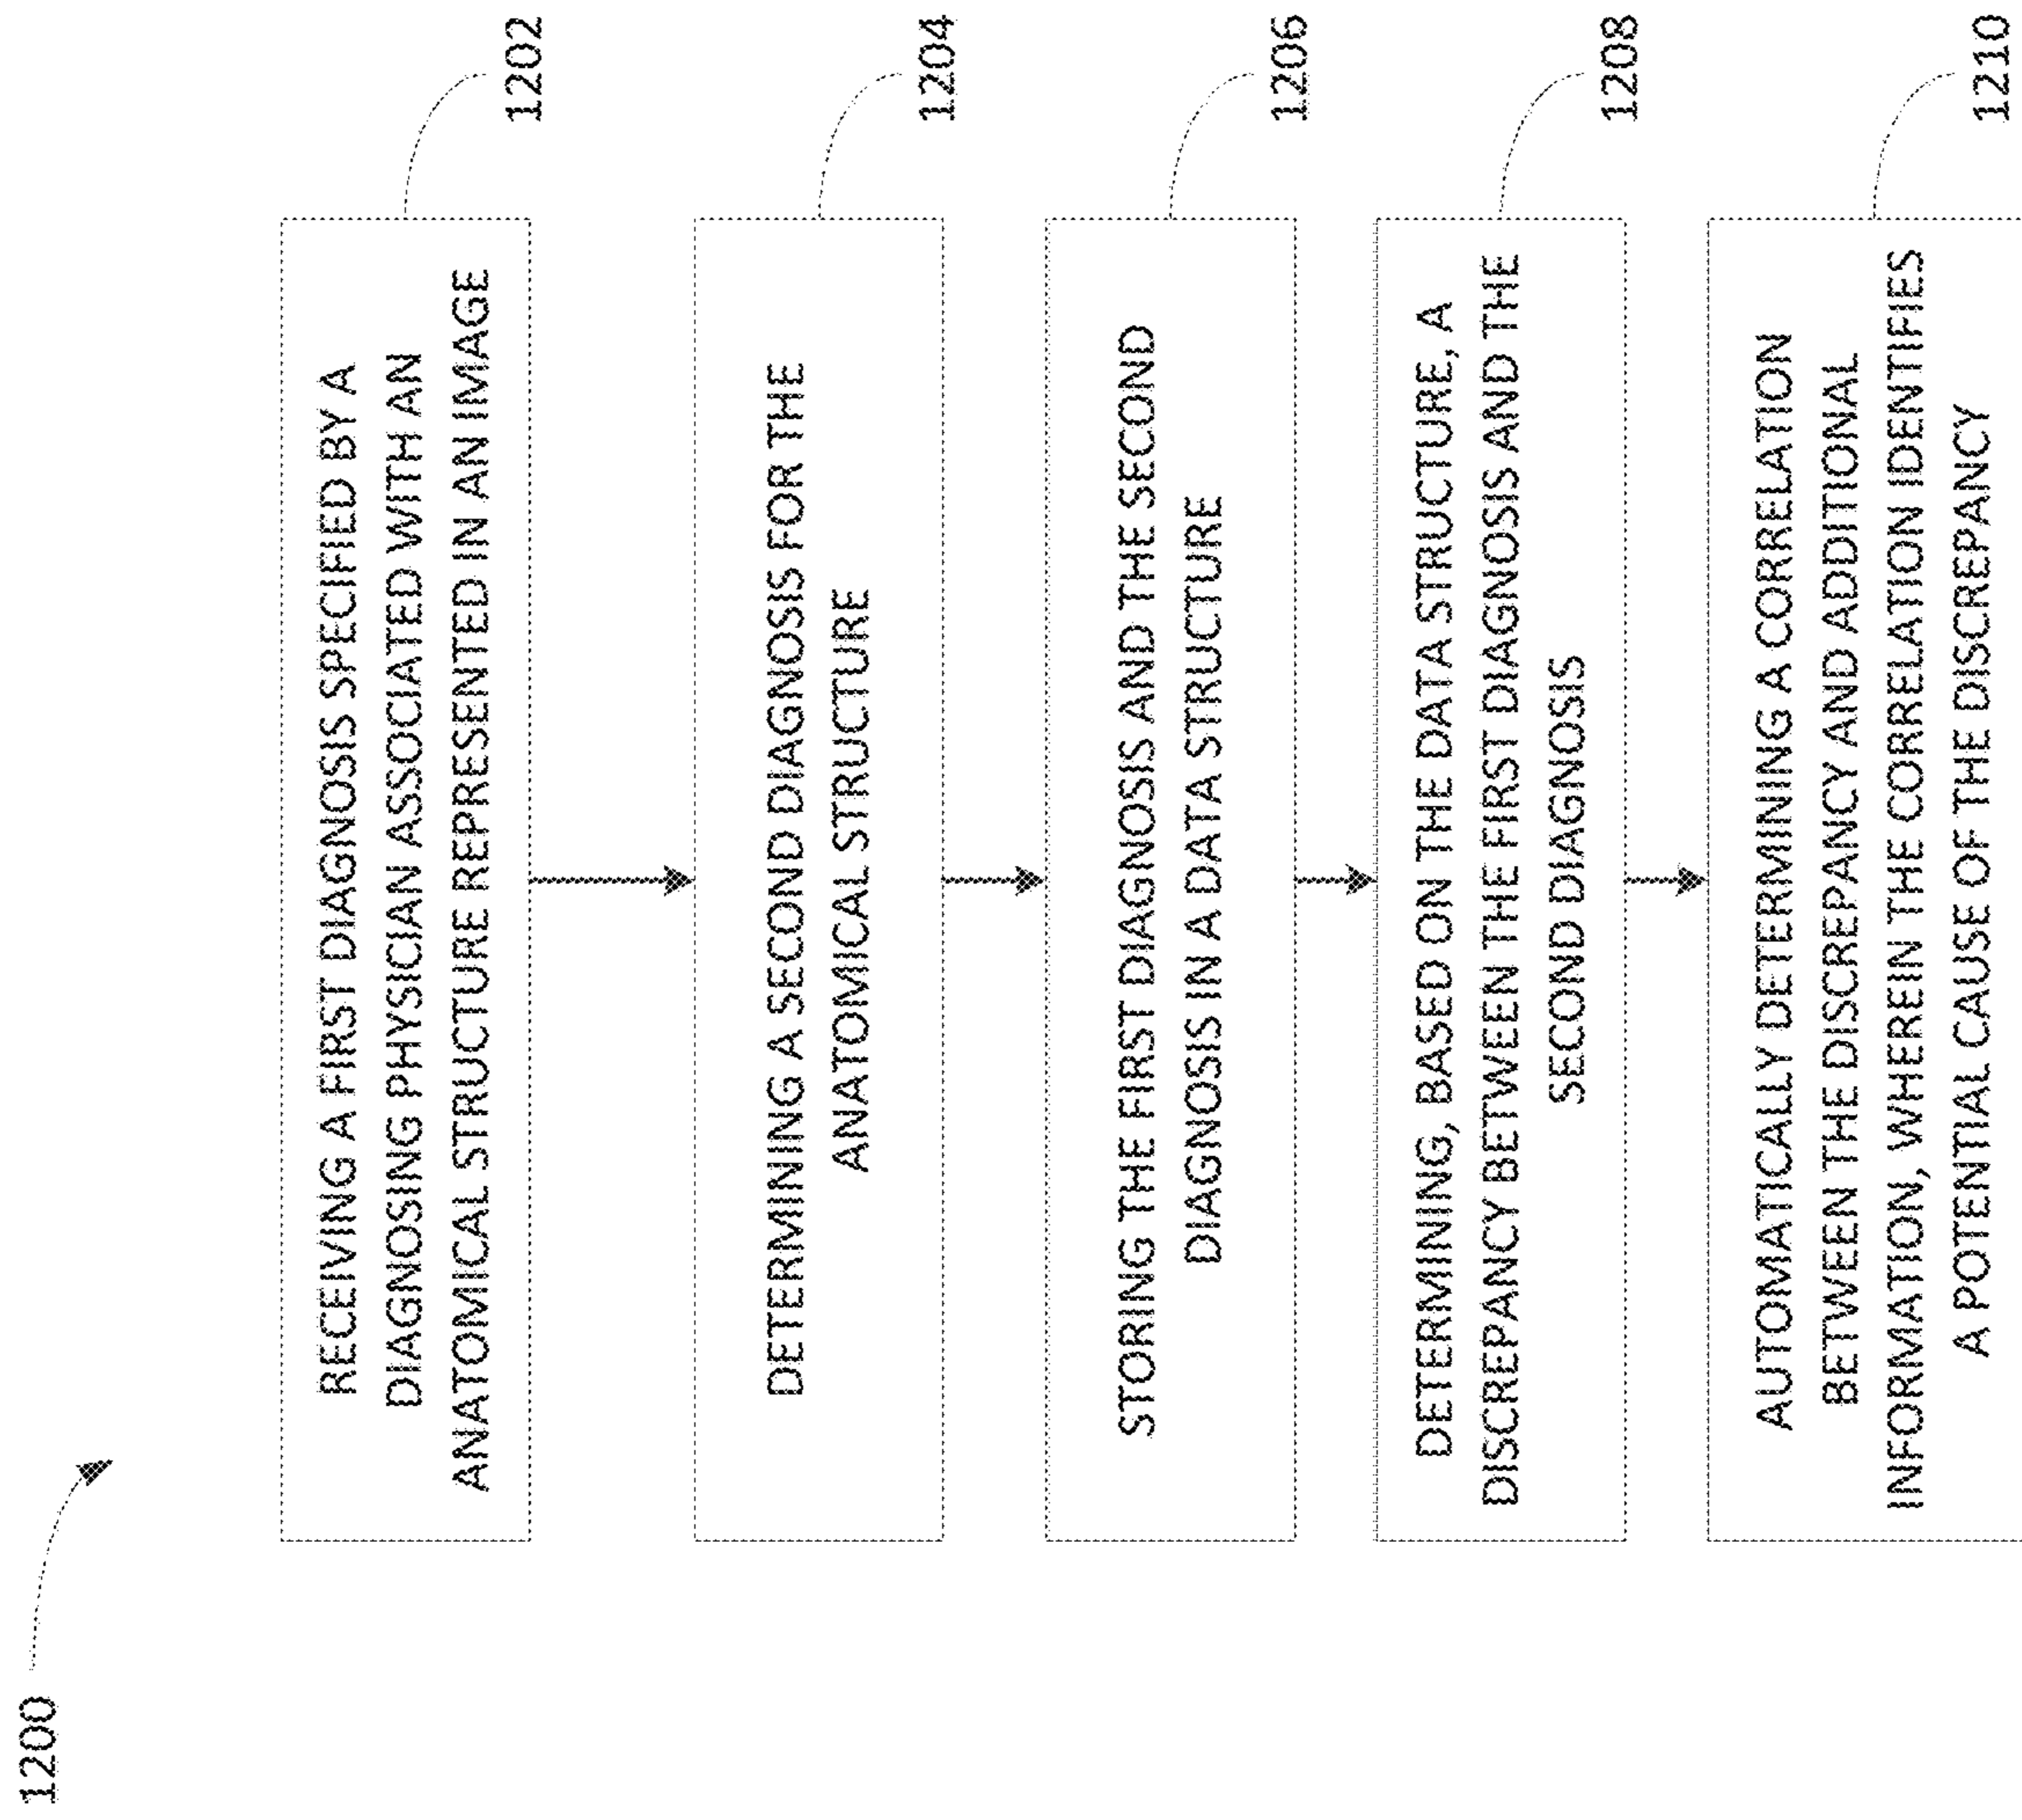 1200
RECEIVING A FIRST DIAGNOSIS SPECIFIED BY A
DIAGNOSING PHYSICIAN ASSOCIATED WITH AN
ANATOMICAL STRUCTURE REPRESENTED IN AN IMAGE
1202
DETERMINING A SECOND DIAGNOSIS FOR THE
ANATOMICAL STRUCTURE
1204
STORING THE FIRST DIAGNOSIS AND THE SECOND
DIAGNOSIS IN A DATA STRUCTURE
1206
DETERMINING, BASED ON THE DATA STRUCTURE, A
DISCREPANCY BETWEEN THE FIRST DIAGNOSIS AND THE
SECOND DIAGNOSIS
1208
AUTOMATICALLY DETERMINING A CORRELATION
BETWEEN THE DISCREPANCY AND ADDITIONAL
INFORMATION, WHEREIN THE CORRELATION IDENTIFIES
A POTENTIAL CAUSE OF THE DISCREPANCY
1210